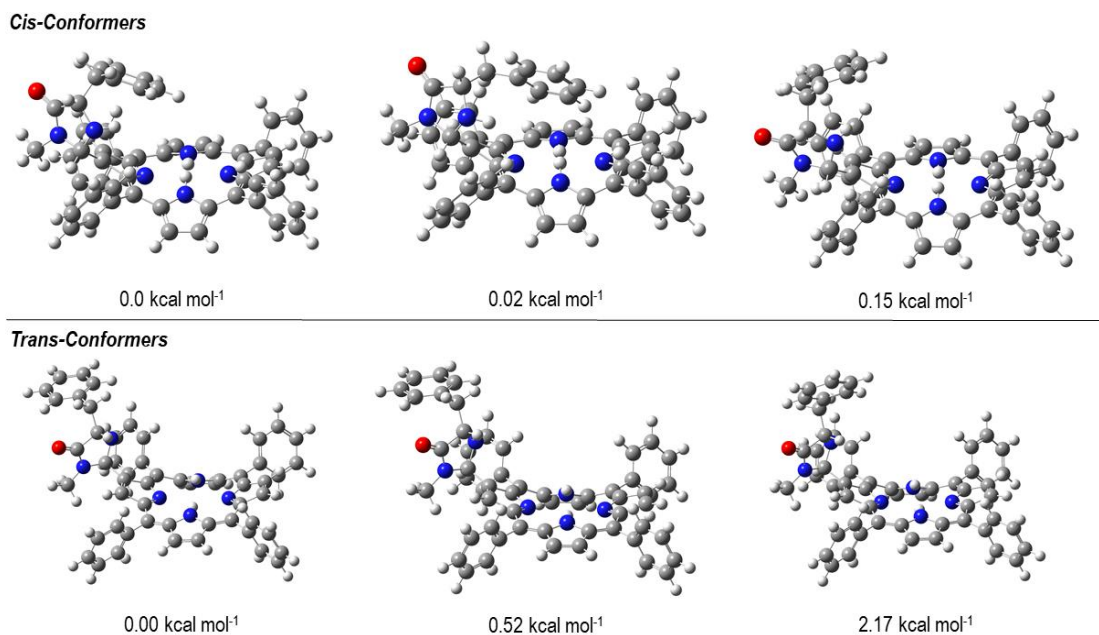 Cis-Conformers
0.0 kcal mol⁻¹ 0.02 kcal mol⁻¹ 0.15 kcal mol⁻¹
Trans-Conformers
0.00 kcal mol⁻¹ 0.52 kcal mol⁻¹ 2.17 kcal mol⁻¹